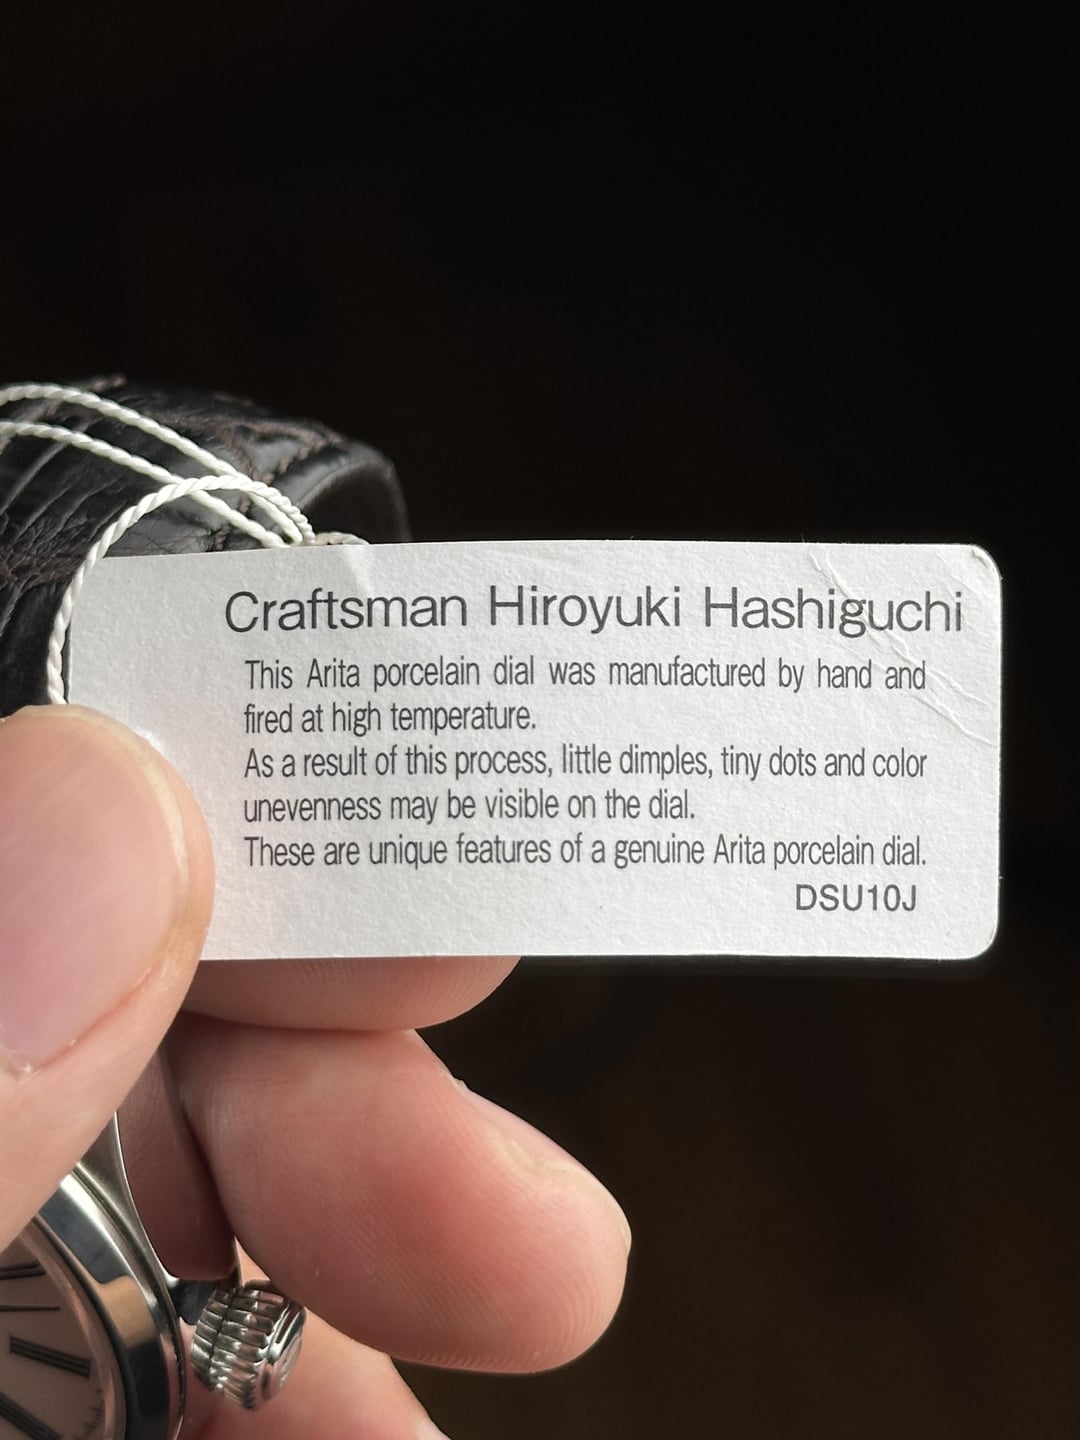 Craftsman Hiroyuki Hashiguchi
This Arita porcelain dial was manufactured by hand and
fired at high temperature.
As a result of this process, little dimples, tiny dots and color
unevenness may be visible on the dial.
These are unique features of a genuine Arita porcelain dial.
DSU10J